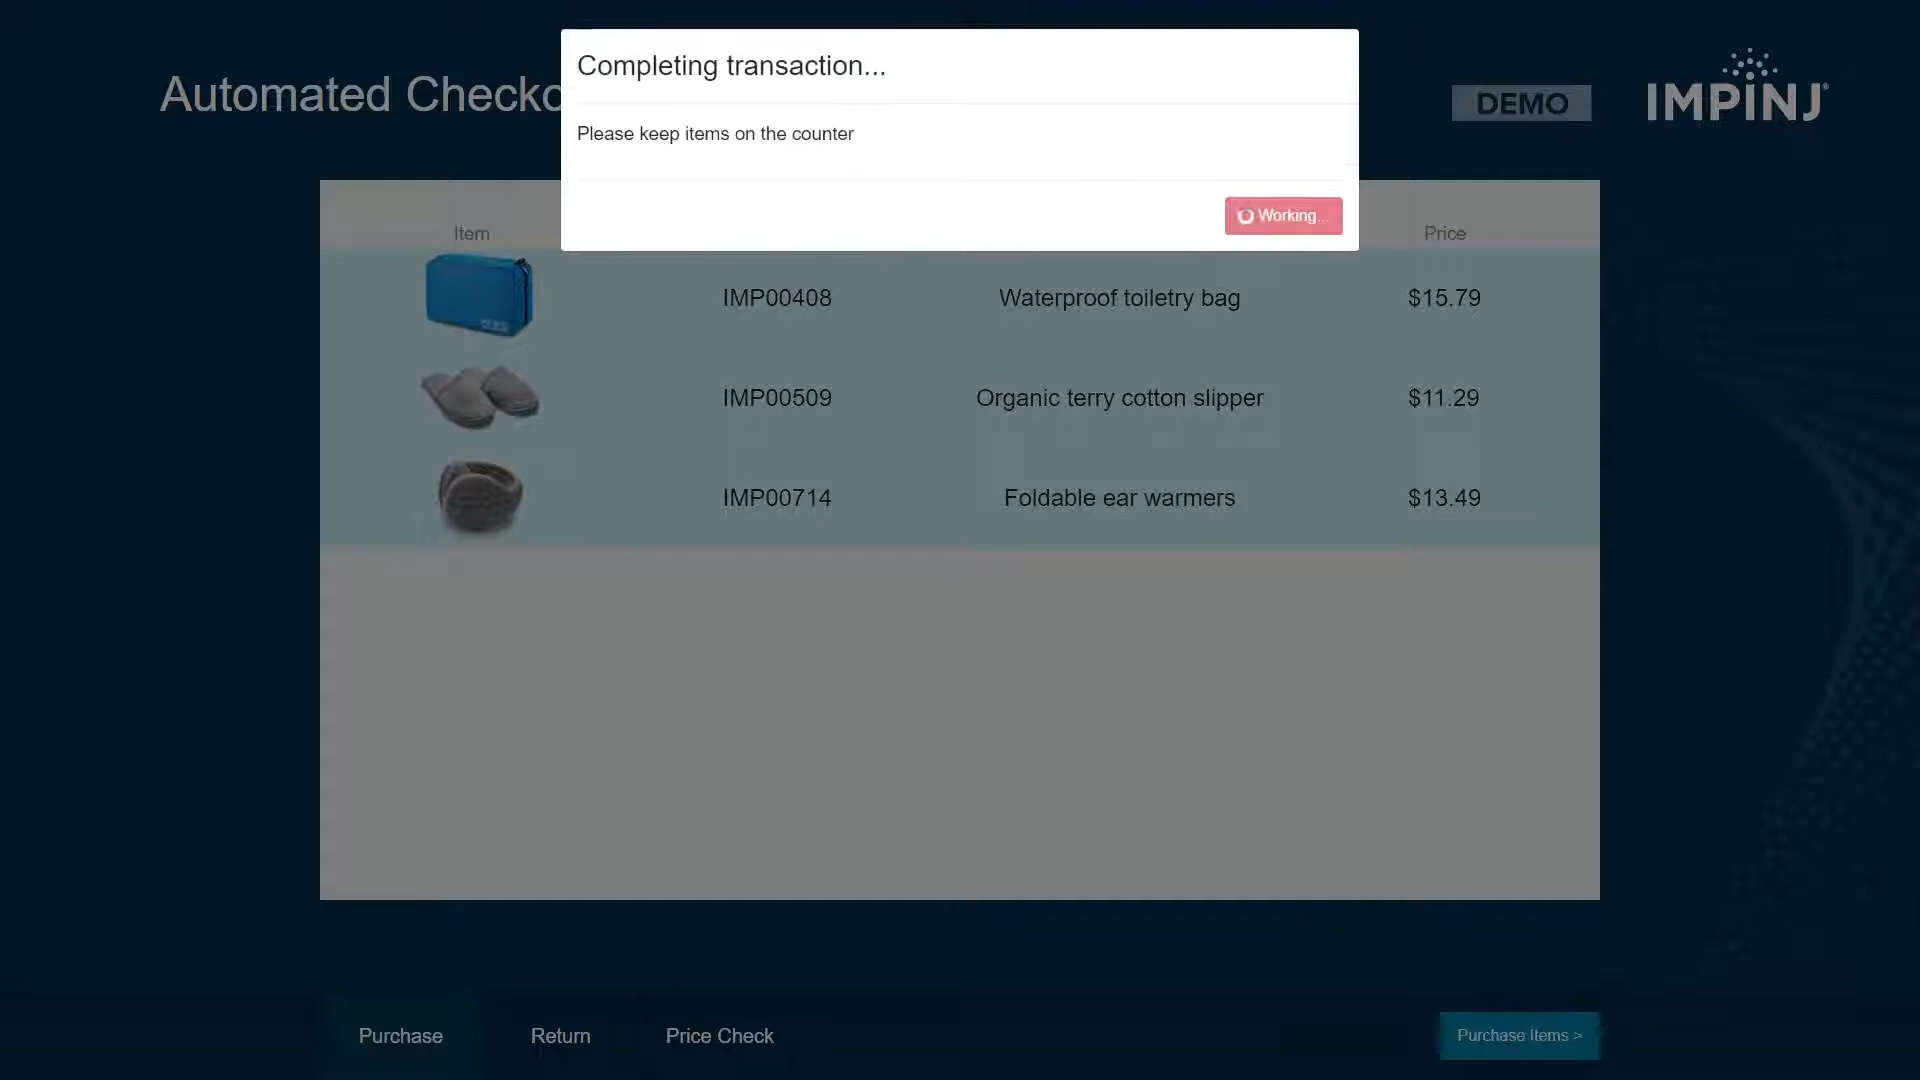 Completing transaction...
Automated Checko
DEMO
IMPINJ®
Please keep items on the counter
Working...
Item
Price
IMP00408
Waterproof toiletry bag
$15.79
IMP00509
Organic terry cotton slipper
$11.29
IMP00714
Foldable ear warmers
$13.49
Purchase
Return
Price Check
Purchase Items >